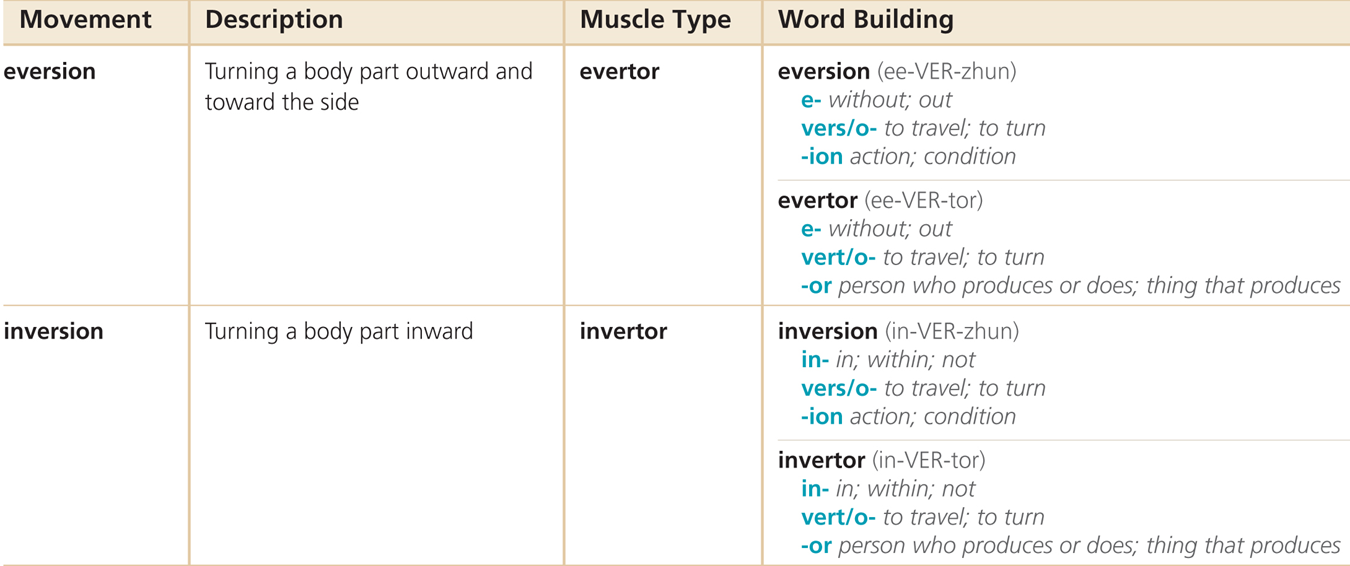 Movement Description Muscle Type Word Building
eversion Turning a body part outward and toward the side evertor eversion (ee-VER-zhun)
e- without; out
vers/o- to travel; to turn
-ion action; condition
evertor (ee-VER-tor)
e- without; out
vert/o- to travel; to turn
-or person who produces or does; thing that produces
inversion Turning a body part inward invertor inversion (in-VER-zhun)
in- in; within; not
vers/o- to travel; to turn
-ion action; condition
invertor (in-VER-tor)
in- in; within; not
vert/o- to travel; to turn
-or person who produces or does; thing that produces